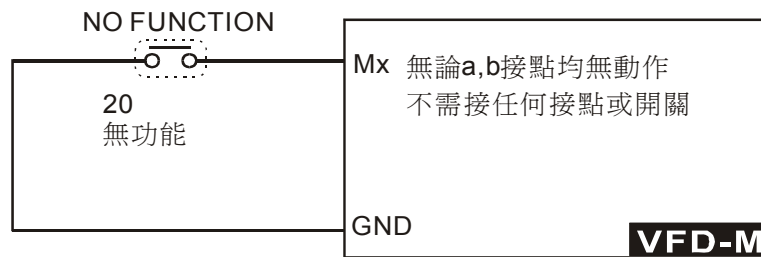 NO FUNCTION
20
無功能
Mx 無論a,b接點均無動作
不需接任何接點或開關
GND
VFD-M